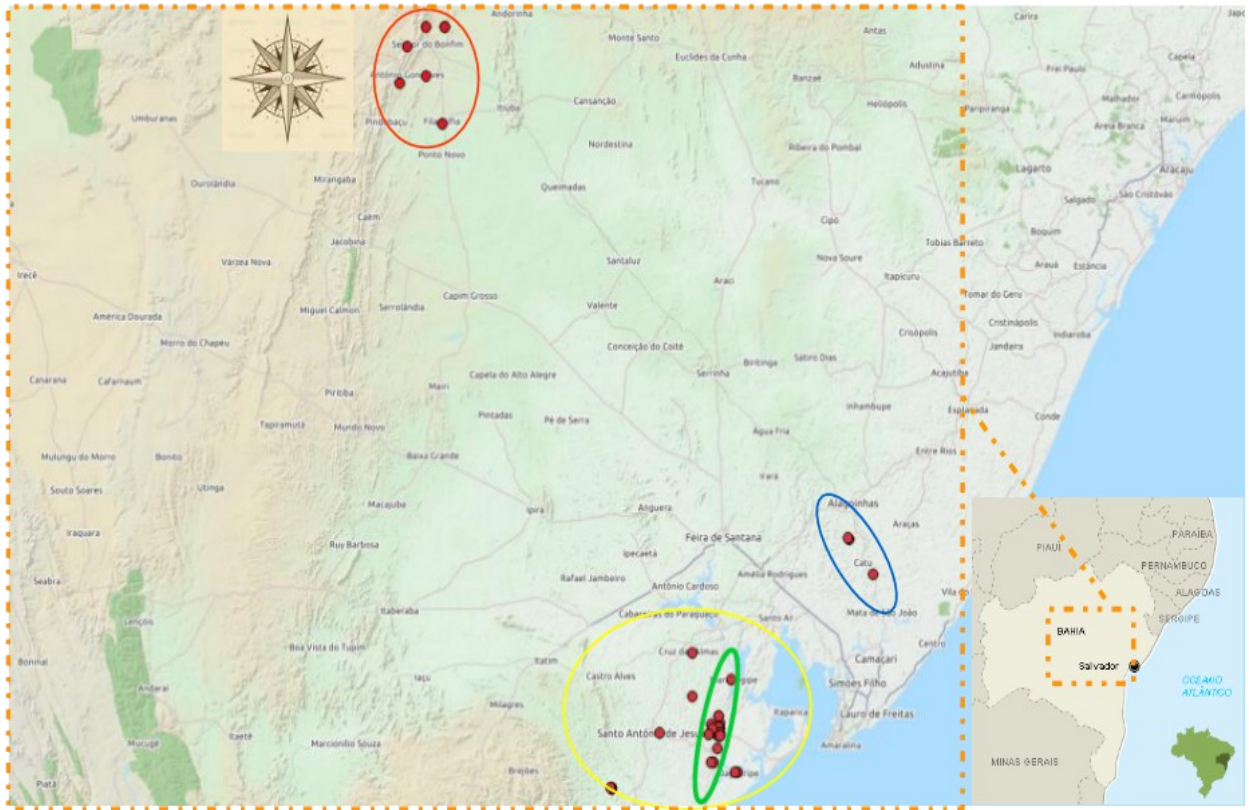 Andorinha
Carira
Senhor do Bonfim
Monte Santo
Antas
Euclides da Cunha
Capela
Adustina
Frei Paulo
Antônio Gonçalves
Banzaê
Malhador
Carmópolis
Itiúba
Cansanção
Heliópolis
Paripiranga
Maruim
Umburanas
Pindobaçu
Filadélfia
Areia Branca
Nordestina
Ribeira do Pombal
Ponto Novo
Lagarto
Aracaju
Ourolândia
Mirangaba
Queimadas
Tucano
São Cristóvão
Salgado
Caém
Cipó
Boquim
Jacobina
Tobias Barreto
Várzea Nova
Santaluz
Nova Soure
Arauá
Estância
Irecê
Araci
Itapicuru
Capim Grosso
Tomar do Geru
Miguel Calmon
Serrolândia
Valente
América Dourada
Cristinápolis
Crisópolis
Indiaroba
Morro do Chapéu
Conceição do Coité
Jandaíra
Biritinga
Sátiro Dias
Serrinha
Acajutiba
Canarana
Cafarnaum
Mairi
Capela do Alto Alegre
Piritiba
Inhambupe
Esplanada
Conde
Tapiramutá
Mundo Novo
Pintadas
Pé de Serra
Água Fria
Mulungu do Morro
Bonito
Baixa Grande
Entre Rios
Irará
Souto Soares
Utinga
Macajuba
Ipirá
Anguera
Alagoinhas
Araças
Iraquara
Feira de Santana
Ruy Barbosa
Ipecaetá
Catu
Seabra
Rafael Jambeiro
Antônio Cardoso
Amélia Rodrigues
Itaberaba
Cabaceiras do Paraguaçu
Santo Ar
Mata de São João
Lençóis
Boa Vista do Tupim
Itatim
Cruz das Almas
Centro
Boninal
Andaraí
Iaçu
Castro Alves
Camaçari
Simões Filho
Milagres
Itaparica
Lauro de Freitas
Mucugê
Itaetê
Marcionílio Souza
Santo Antônio de Jesus
Amaralina
Brejões
Jaguaripe
Piatã
PIAUÍ
PARAÍBA
PERNAMBUCO
ALAGOAS
SERGIPE
BAHIA
Salvador
OCEANO
ATLÂNTICO
MINAS GERAIS